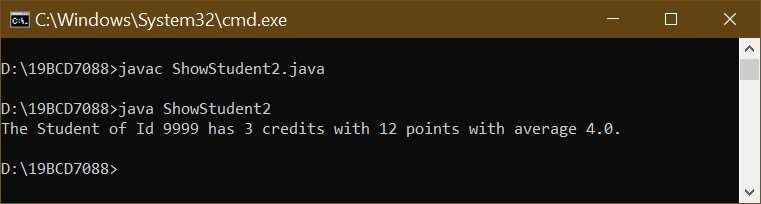 C:\Windows\System32\cmd.exe
D:\19BCD7088>javac ShowStudent2.java
D:\19BCD7088>java ShowStudent2
The Student of Id 9999 has 3 credits with 12 points with average 4.0.
D:\19BCD7088>